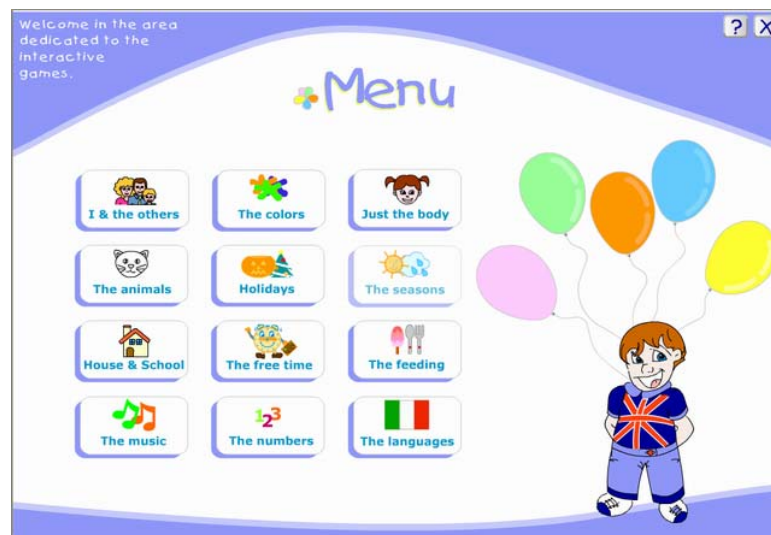 Welcome in the area
dedicated to the
interactive
games.
? X
Menu
I & the others
The colors
Just the body
The animals
Holidays
The seasons
House & School
The free time
The feeding
The music
123
The numbers
The languages